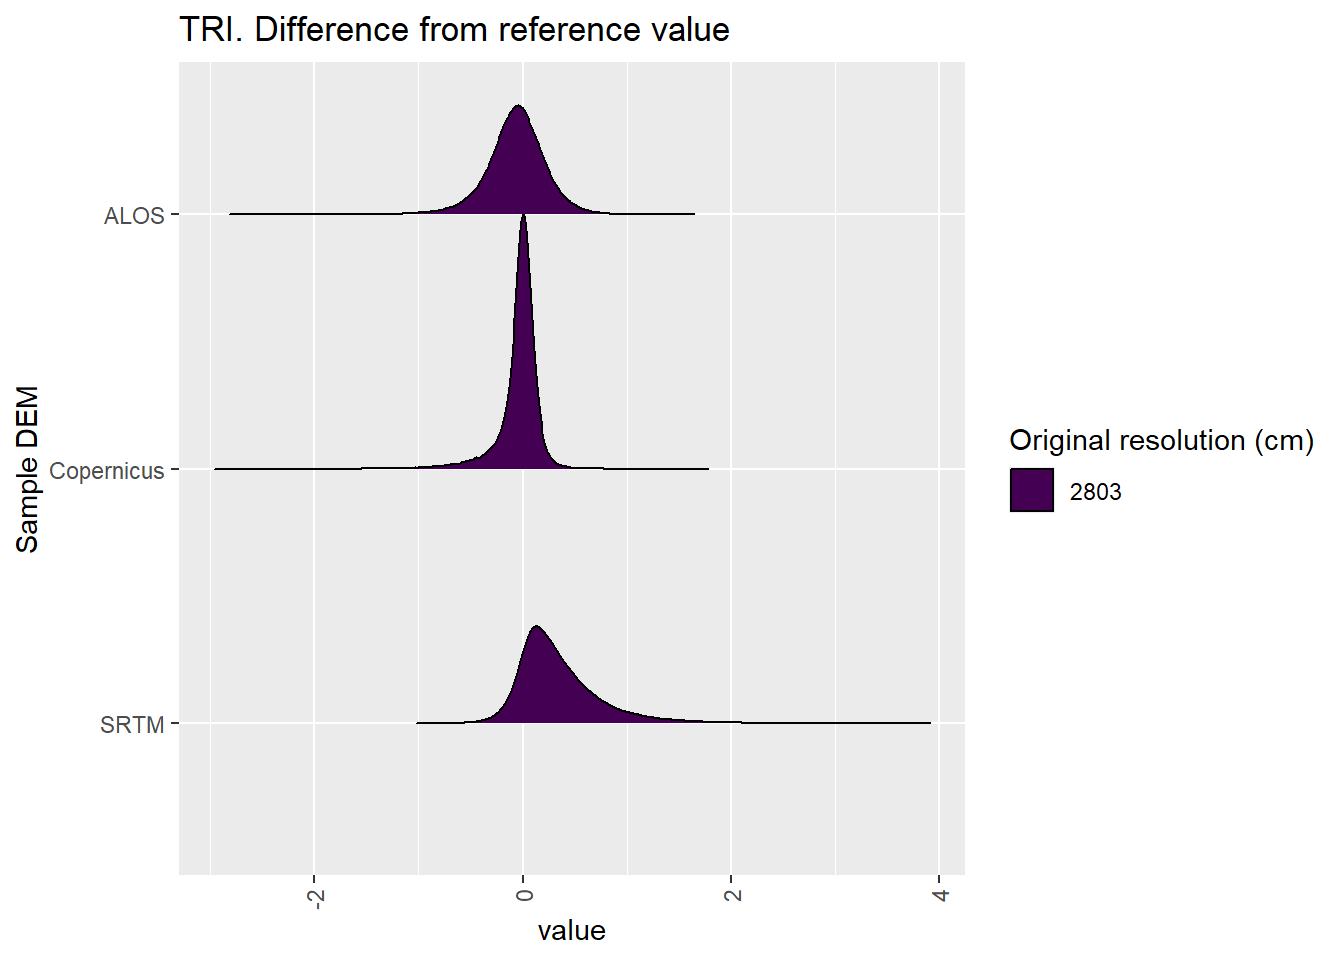 TRI. Difference from reference value
Sample DEM
ALOS
Copernicus
SRTM
-2
0
2
4
value
Original resolution (cm)
2803